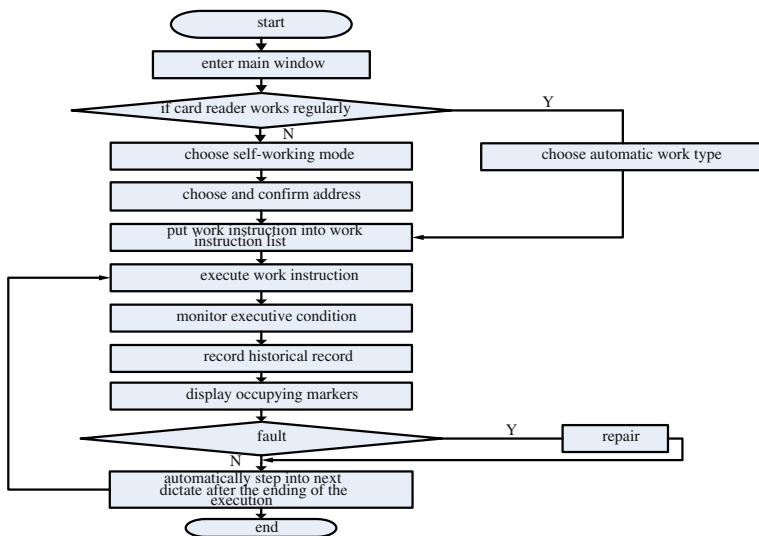 start
enter main window
if card reader works regularly
Y
N
choose self-working mode
choose automatic work type
choose and confirm address
put work instruction into work
instruction list
execute work instruction
monitor executive condition
record historical record
display occupying markers
fault
Y
repair
N
automatically step into next
dictate after the ending of the
execution
end